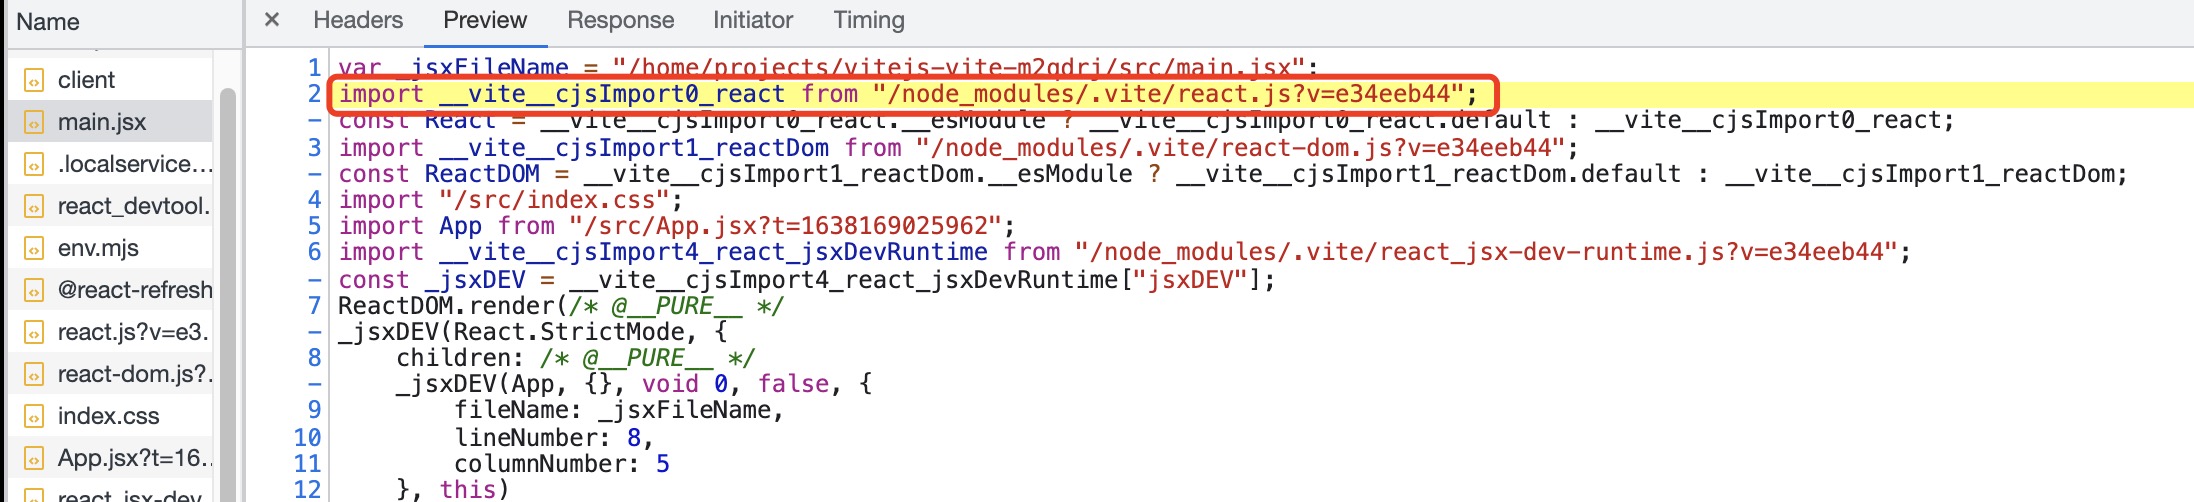 Name
client
main.jsx
.localservice...
react_devtool.
env.mjs
@react-refresh
react.js?v=e3.
react-dom.js?.
index.css
App.jsx?t=16..
react_jsx-dev
× Headers Preview Response Initiator Timing
1 var _jsxFileName = "/home/projects/vitejs-vite-m2qdrj/src/main.jsx";
2 import __vite__cjsImport0_react from "/node_modules/.vite/react.js?v=e34eeb44";
- const React = __vite__cjsImport0_react.__esModule ? __vite__cjsImport0_react.default : __vite__cjsImport0_react;
3 import __vite__cjsImport1_reactDom from "/node_modules/.vite/react-dom.js?v=e34eeb44";
- const ReactDOM = __vite__cjsImport1_reactDom.__esModule ? __vite__cjsImport1_reactDom.default : __vite__cjsImport1_reactDom;
4 import "/src/index.css";
5 import App from "/src/App.jsx?t=1638169025962";
6 import __vite__cjsImport4_react_jsxDevRuntime from "/node_modules/.vite/react_jsx-dev-runtime.js?v=e34eeb44";
- const _jsxDEV = __vite__cjsImport4_react_jsxDevRuntime["jsxDEV"];
7 ReactDOM.render(/* @__PURE__ */
- _jsxDEV(React.StrictMode, {
8 children: /* @__PURE__ */
- _jsxDEV(App, {}, void 0, false, {
9 fileName: _jsxFileName,
10 lineNumber: 8,
11 columnNumber: 5
12 }, this)